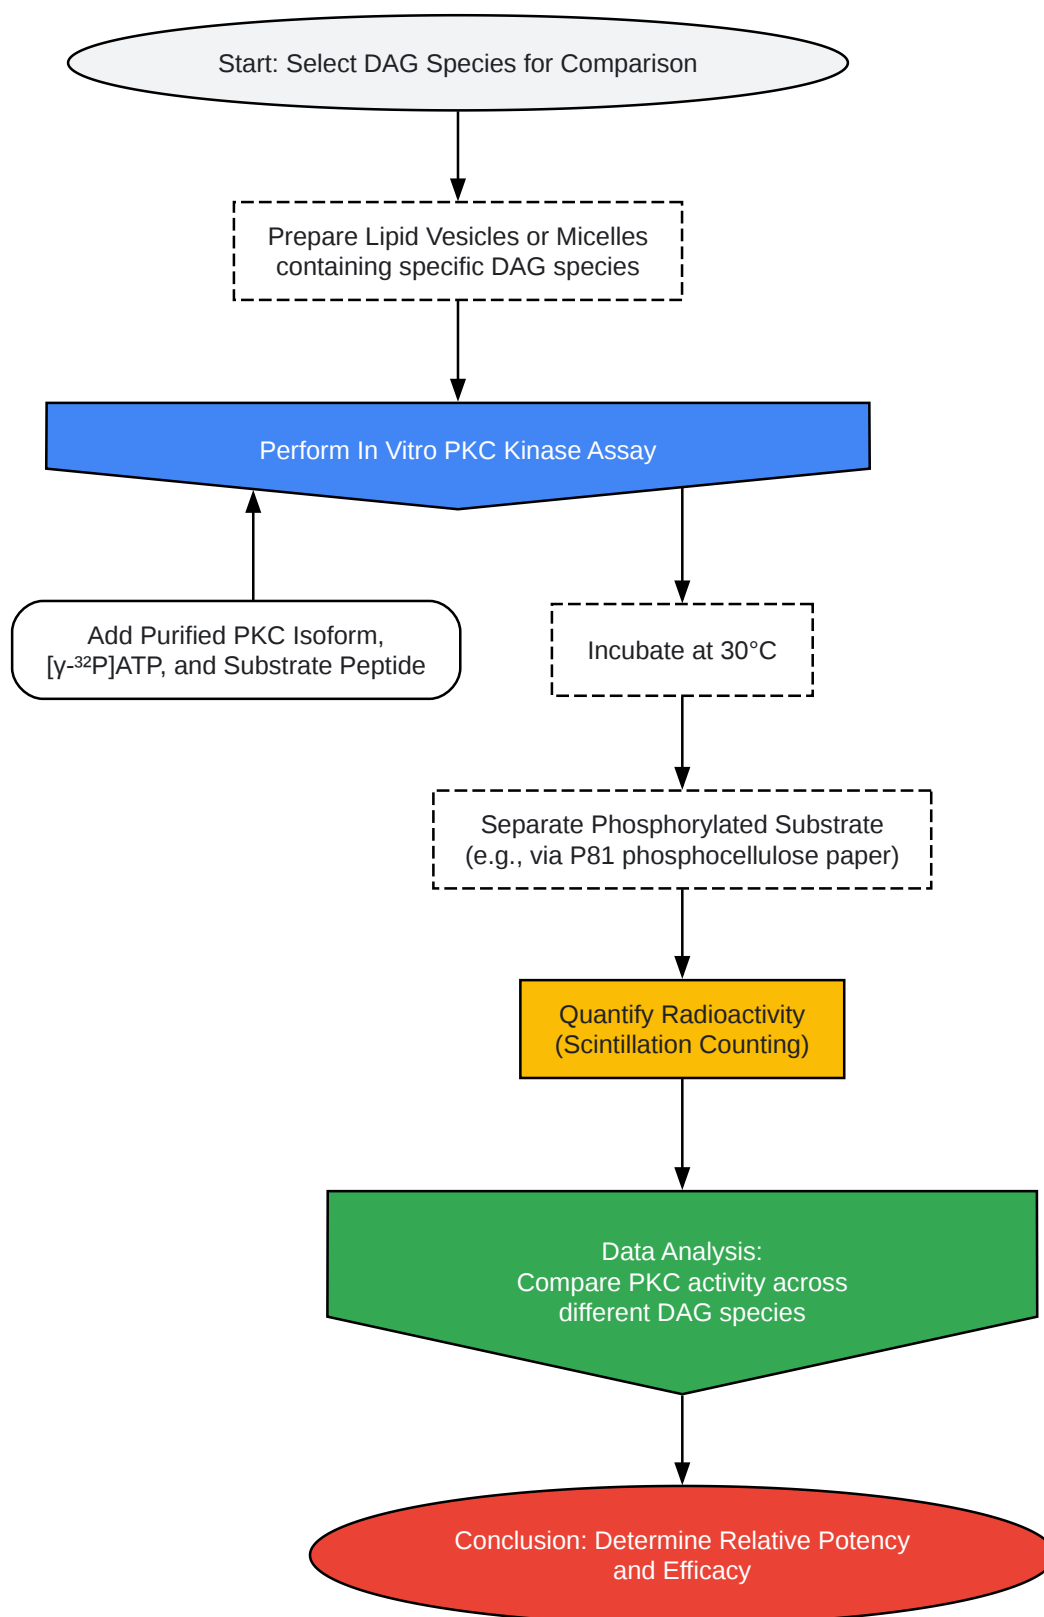 Start: Select DAG Species for Comparison
Prepare Lipid Vesicles or Micelles
containing specific DAG species
Perform In Vitro PKC Kinase Assay
Add Purified PKC Isoform,
[γ-³²P]ATP, and Substrate Peptide
Incubate at 30°C
Separate Phosphorylated Substrate
(e.g., via P81 phosphocellulose paper)
Quantify Radioactivity
(Scintillation Counting)
Data Analysis:
Compare PKC activity across
different DAG species
Conclusion: Determine Relative Potency
and Efficacy